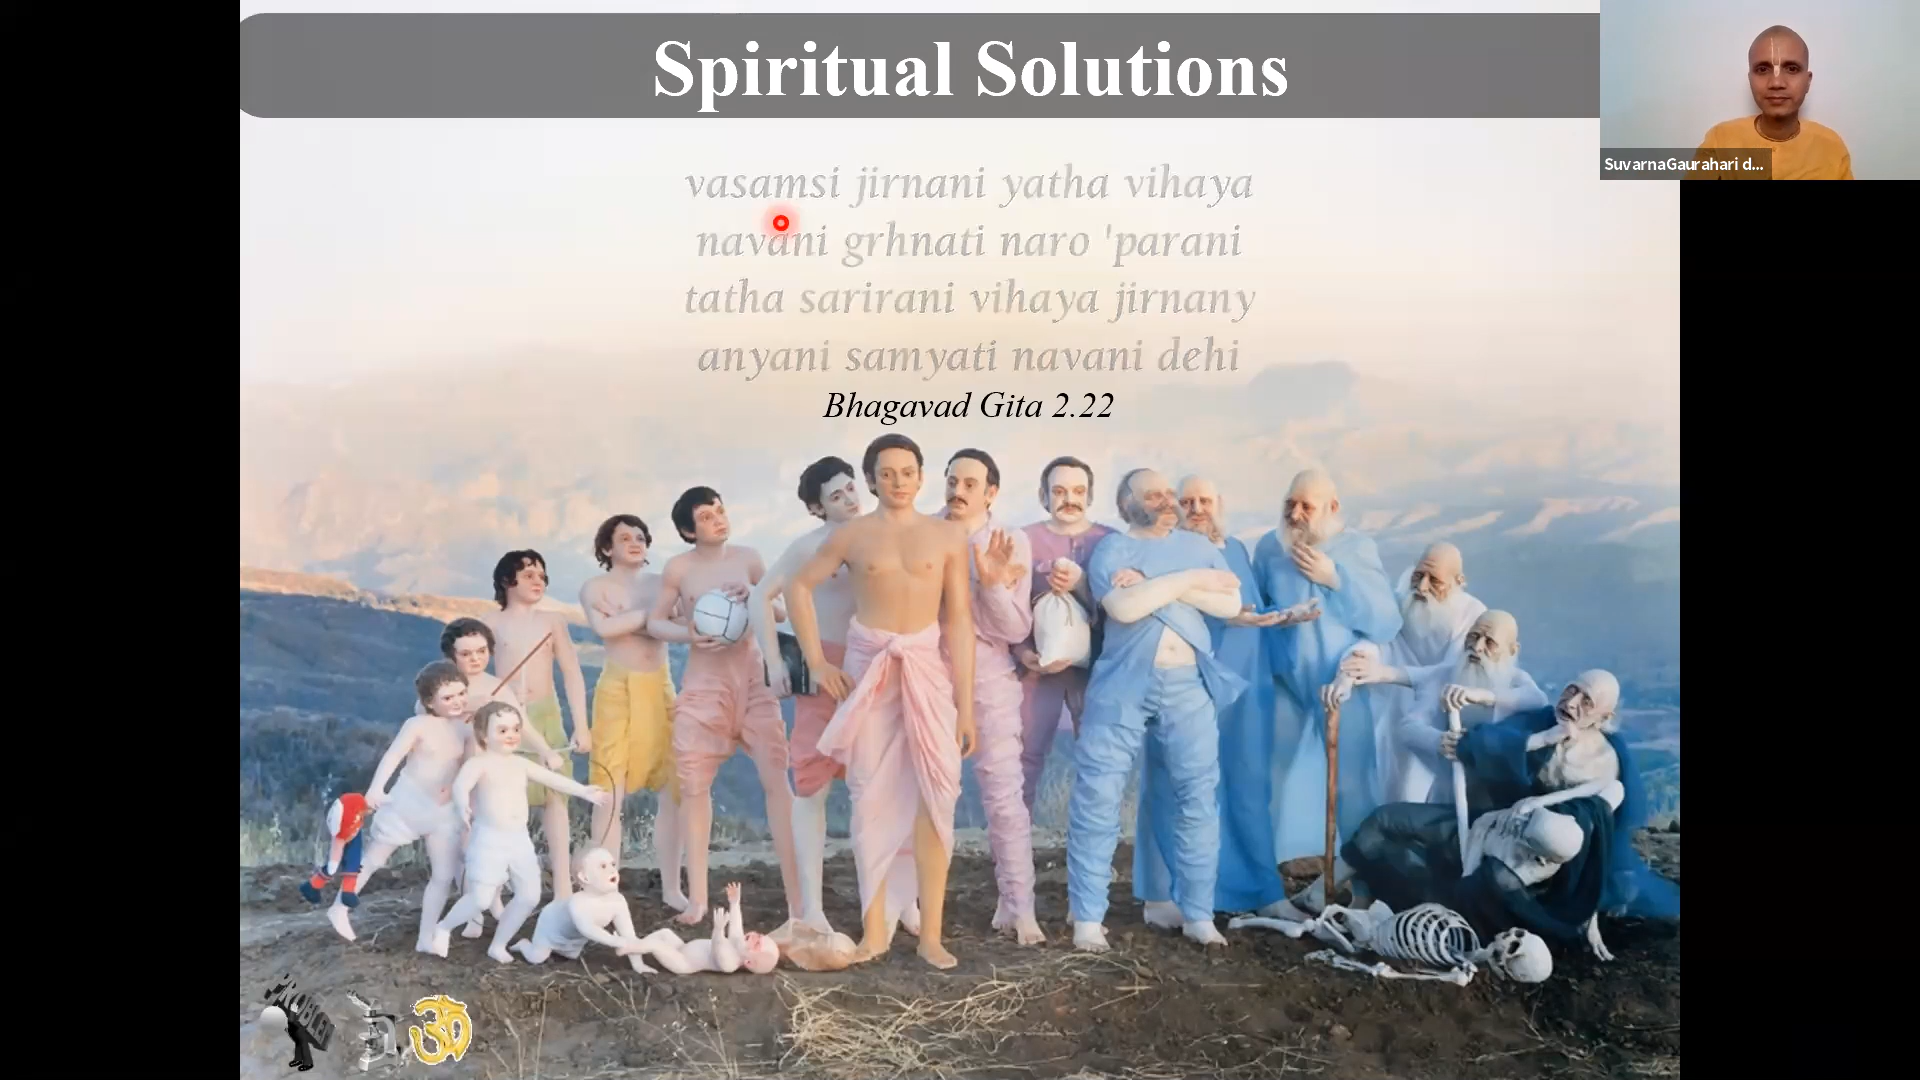 Spiritual Solutions
SuvarnaGaurahari d...
vasamsi jirnani yatha vihaya
navani grhnati naro 'parani
tatha sarirani vihaya jirnany
anyani samyati navani dehi
Bhagavad Gita 2.22
PROBLEM
ॐ